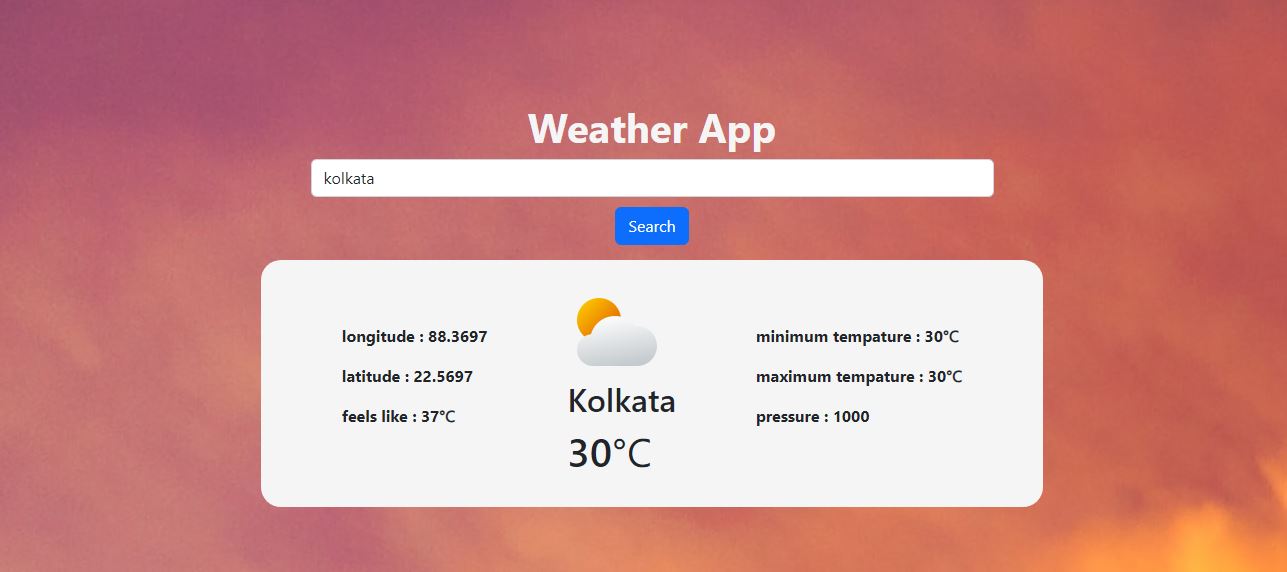 Weather App
kolkata
Search
longitude : 88.3697
latitude : 22.5697
feels like : 37°C
Kolkata
30°C
minimum tempature : 30°C
maximum tempature : 30°C
pressure : 1000